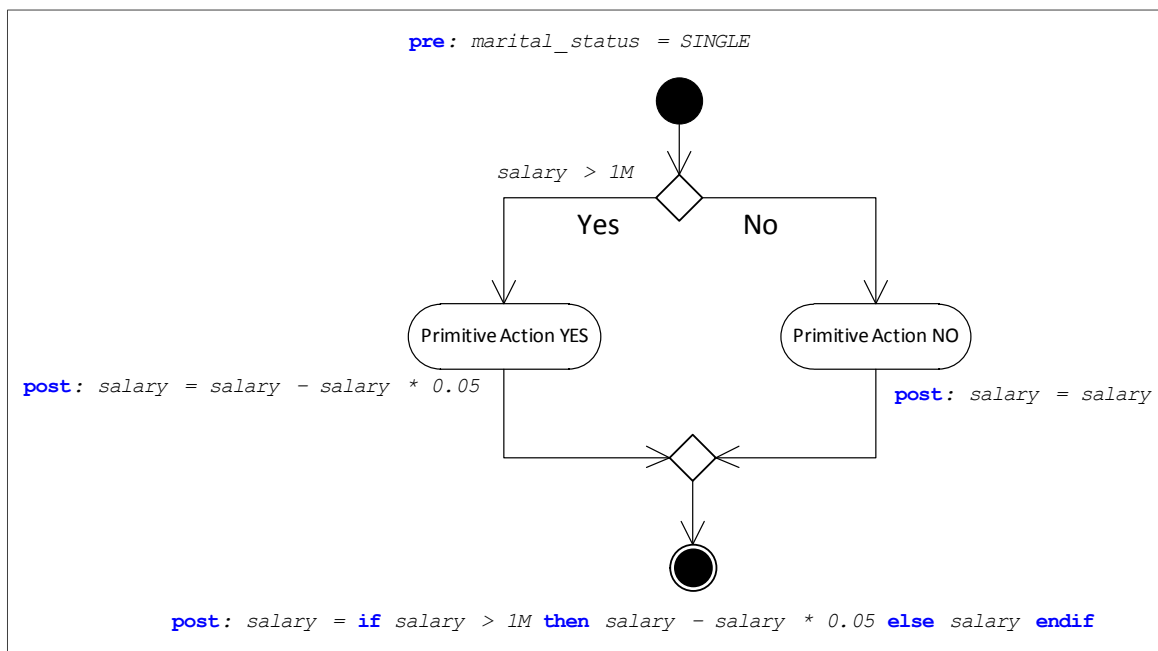 pre: marital_status = SINGLE
salary > 1M
Yes
No
Primitive Action YES
Primitive Action NO
post: salary = salary – salary * 0.05
post: salary = salary
post: salary = if salary > 1M then salary – salary * 0.05 else salary endif